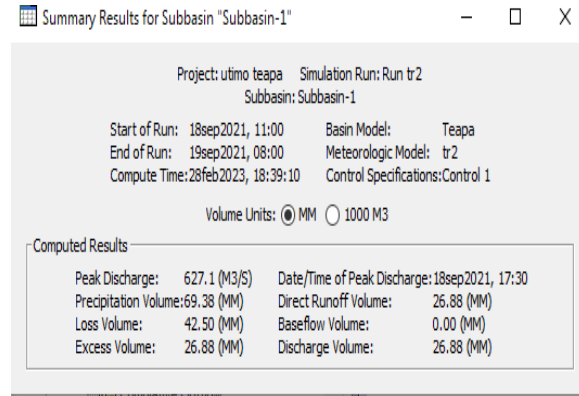 Summary Results for Subbasin "Subbasin-1"
Project: utimo teapa Simulation Run: Run tr2
Subbasin: Subbasin-1
Start of Run: 18sep2021, 11:00 Basin Model: Teapa
End of Run: 19sep2021, 08:00 Meteorologic Model: tr2
Compute Time:28feb2023, 18:39:10 Control Specifications:Control 1
Volume Units: MM 1000 M3
Computed Results
Peak Discharge: 627.1 (M3/S) Date/Time of Peak Discharge:18sep2021, 17:30
Precipitation Volume:69.38 (MM) Direct Runoff Volume: 26.88 (MM)
Loss Volume: 42.50 (MM) Baseflow Volume: 0.00 (MM)
Excess Volume: 26.88 (MM) Discharge Volume: 26.88 (MM)